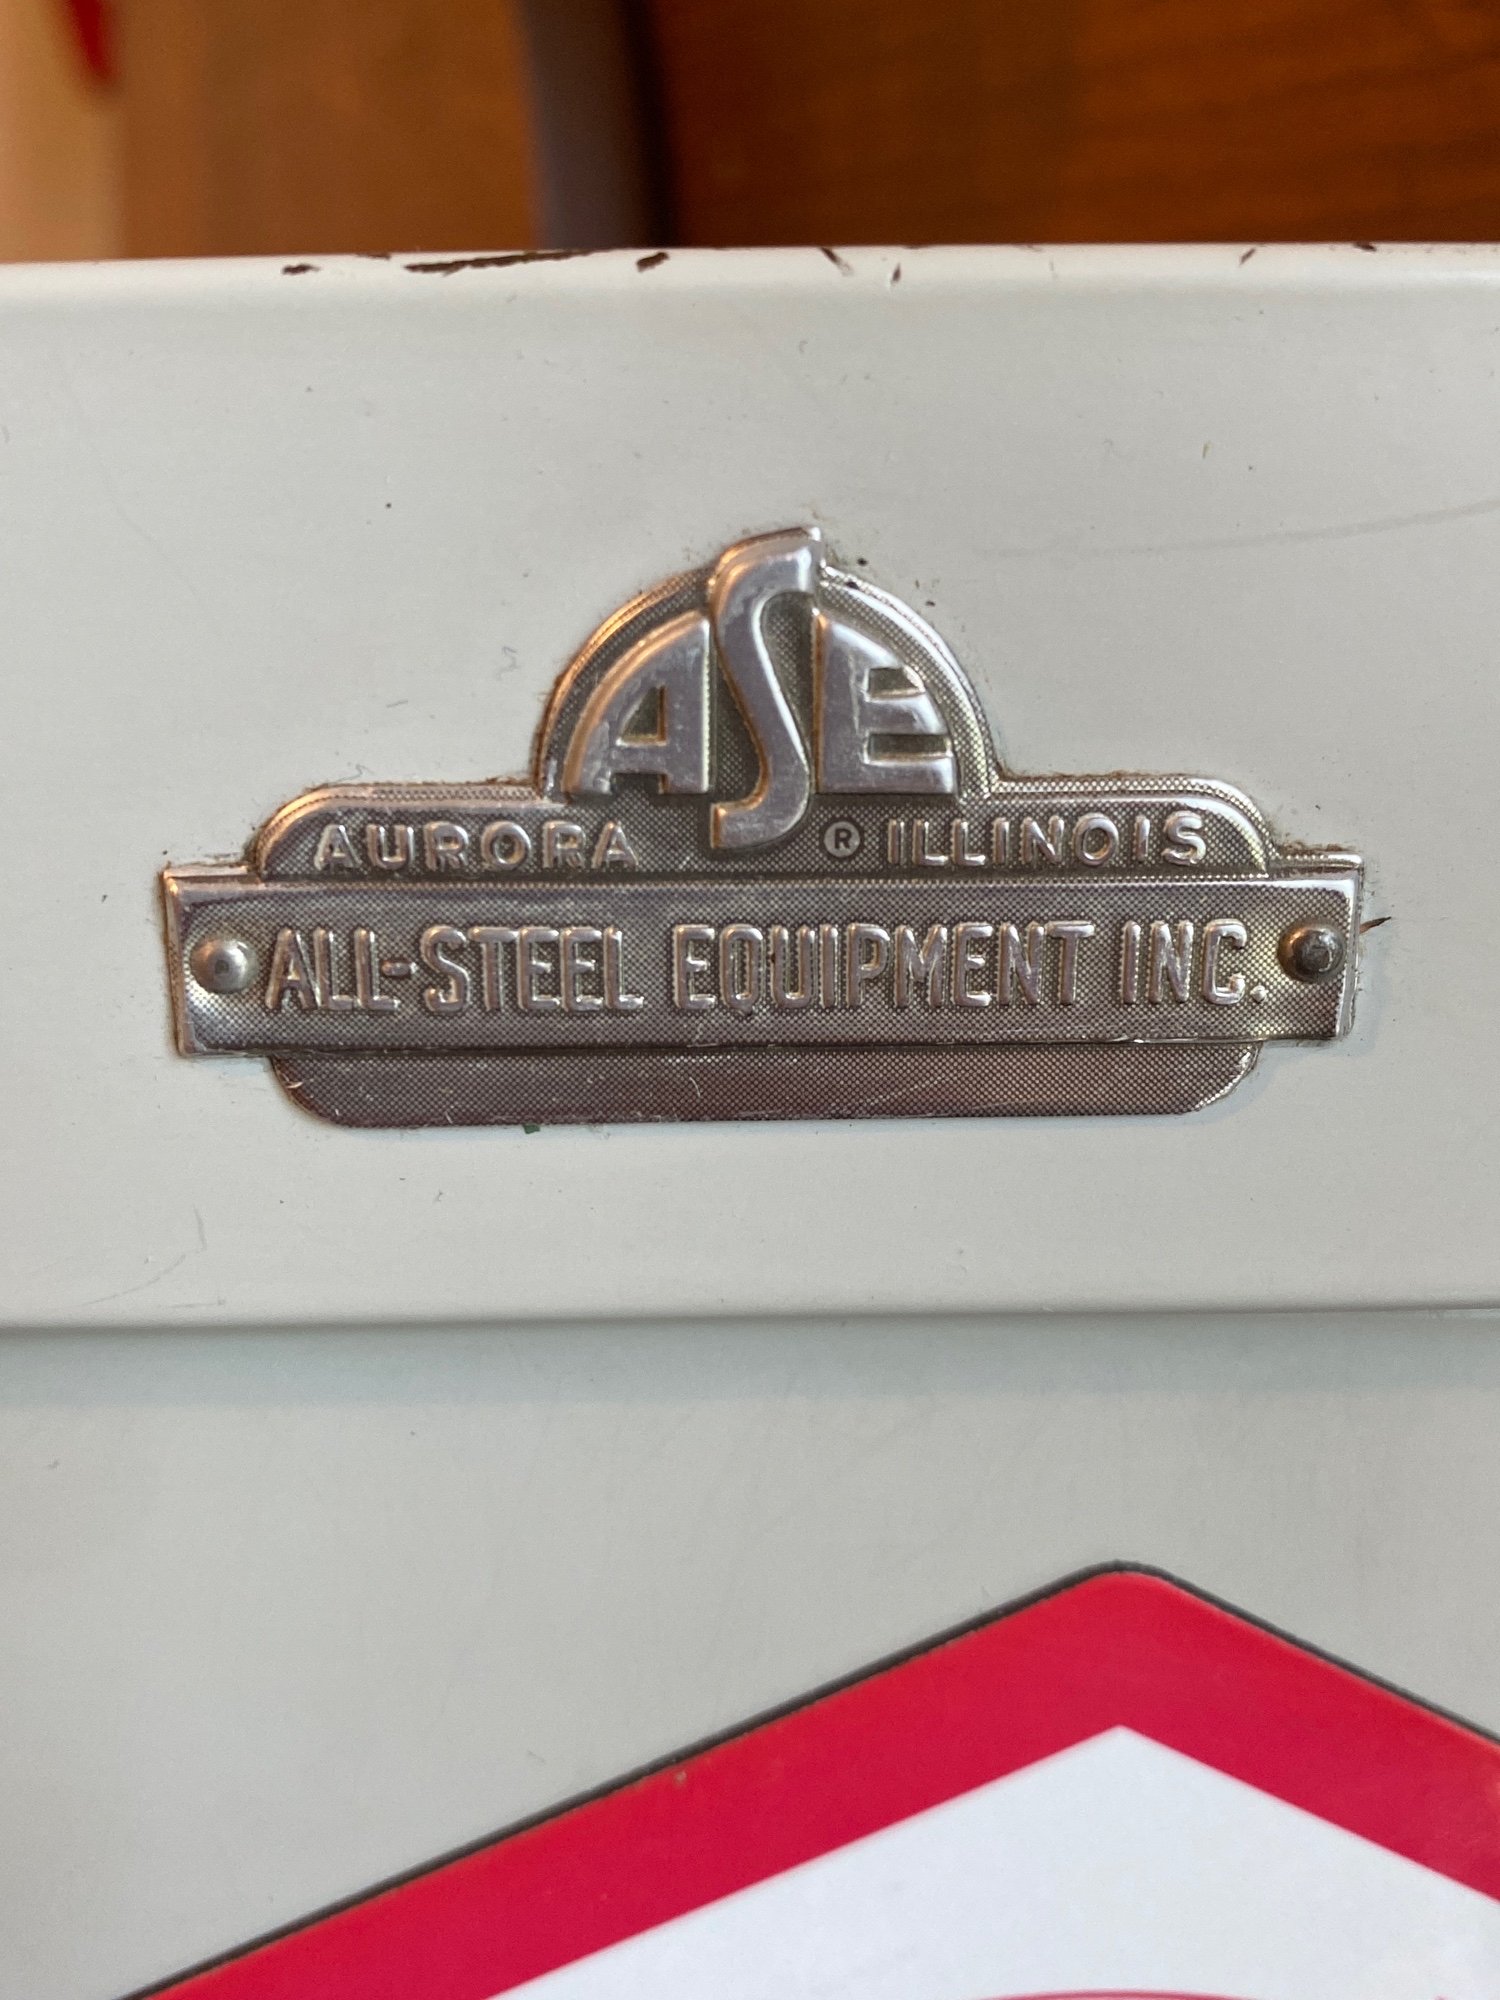 ASE
AURORA ® ILLINOIS
ALL-STEEL EQUIPMENT INC.